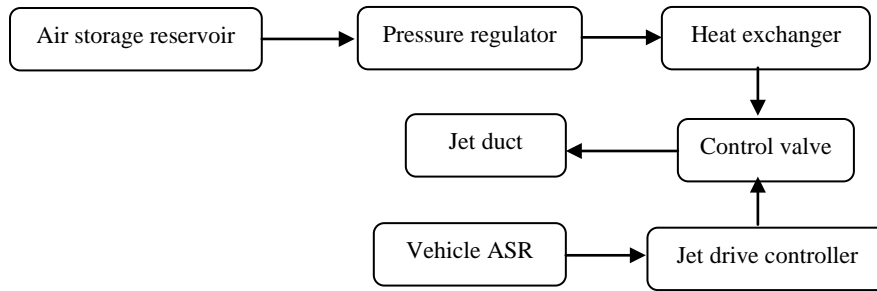 Air storage reservoir
Pressure regulator
Heat exchanger
Jet duct
Control valve
Vehicle ASR
Jet drive controller